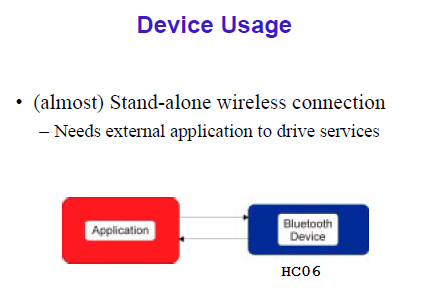 Device Usage
• (almost) Stand-alone wireless connection
– Needs external application to drive services
Application
Bluetooth
Device
HC06